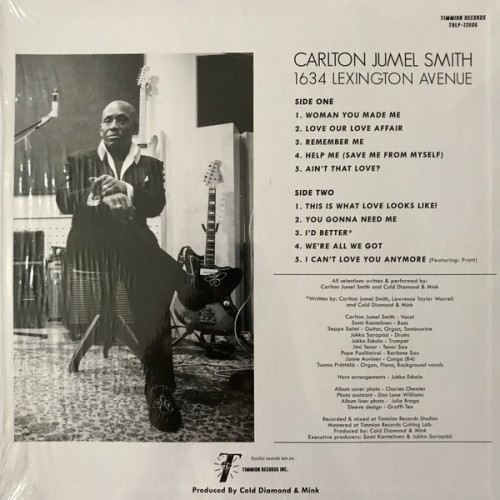 TIMMION RECORDS
TRLP-12006
CARLTON JUMEL SMITH
1634 LEXINGTON AVENUE
SIDE ONE
1. WOMAN YOU MADE ME
2. LOVE OUR LOVE AFFAIR
3. REMEMBER ME
4. HELP ME (SAVE ME FROM MYSELF)
5. AIN'T THAT LOVE?
SIDE TWO
1. THIS IS WHAT LOVE LOOKS LIKE!
2. YOU GONNA NEED ME
3. I'D BETTER*
4. WE'RE ALL WE GOT
5. I CAN'T LOVE YOU ANYMORE (Featuring: Pratt)
All selections written & performed by:
Carlton Jumel Smith and Cold Diamond & Mink
*Written by: Carlton Jumel Smith, Lawrence Taylor Worrell
and Cold Diamond & Mink
Carlton Jumel Smith - Vocal
Sami Kantelinen - Bass
Seppo Salmi - Guitar, Organ, Tambourine
Jukka Sarapää - Drums
Jukka Eskola - Trumpet
Jimi Tenor - Tenor Sax
Pope Puolitaival - Baritone Sax
Janne Auvinen - Conga (B4)
Tuomo Prättälä - Organ, Piano, Background vocals
Horn arrangements - Jukka Eskola
Album cover photo - Charles Chessler
Photo assistant - Dan Lane Williams
Album liner photo - Julia Braga
Sleeve design - Graffi-Tex
Recorded & mixed at Timmion Records Studios
Mastered at Timmion Records Cutting Lab.
Produced by: Cold Diamond & Mink
Executive producers: Sami Kantelinen & Jukka Sarapää
Soulful sounds are on..
T
TIMMION RECORDS INC.
Produced By Cold Diamond & Mink